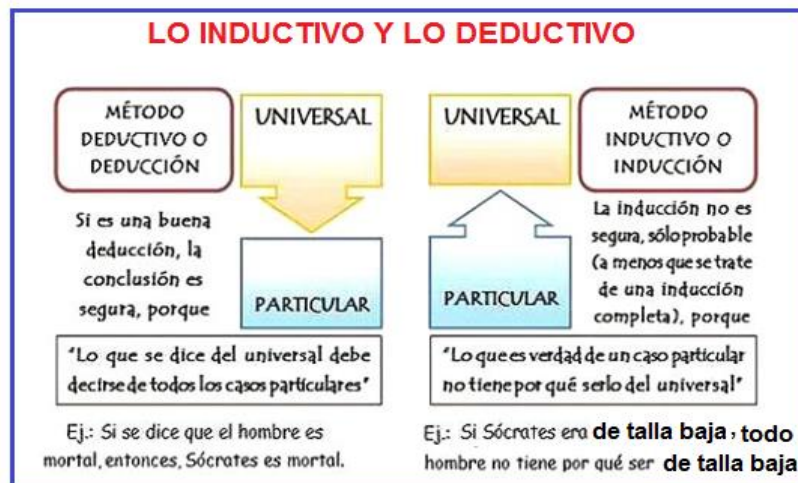 LO INDUCTIVO Y LO DEDUCTIVO
MÉTODO
DEDUCTIVO O
DEDUCCIÓN
UNIVERSAL
Si es una buena
deducción, la
conclusión es
segura, porque
PARTICULAR
"Lo que se dice del universal debe
decirse de todos los casos particulares"
Ej.: Si se dice que el hombre es
mortal, entonces, Sócrates es mortal.
UNIVERSAL
MÉTODO
INDUCTIVO O
INDUCCIÓN
PARTICULAR
La inducción no es
segura, sólo probable
(a menos que se trate
de una inducción
completa), porque
"Lo que es verdad de un caso particular
no tiene por qué serlo del universal"
Ej.: Si Sócrates era de talla baja, todo
hombre no tiene por qué ser de talla baja